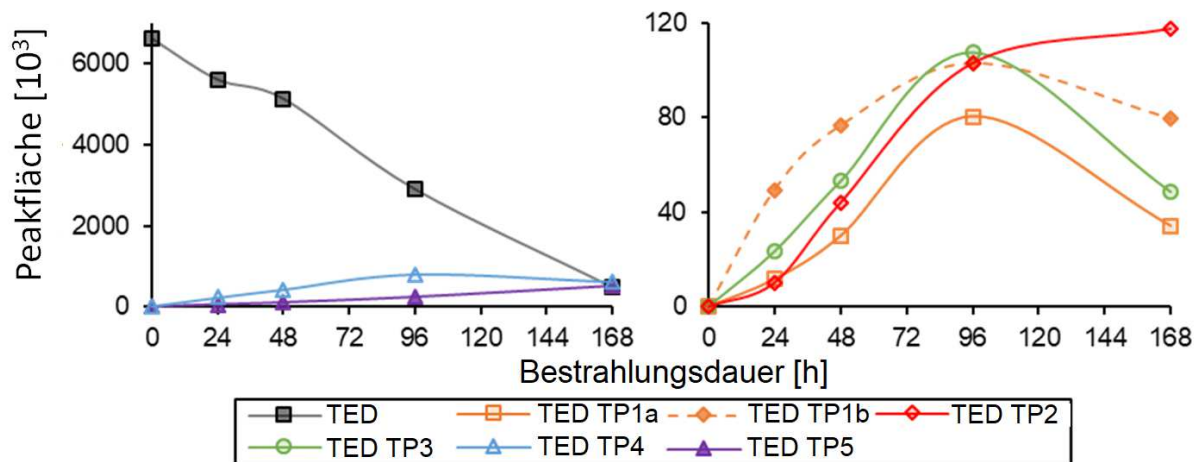 Peakfläche [10³]
6000
4000
2000
0
0 24 48 72 96 120 144 168
120
80
40
0
0 24 48 72 96 120 144 168
Bestrahlungsdauer [h]
TED TED TP1a TED TP1b TED TP2
TED TP3 TED TP4 TED TP5